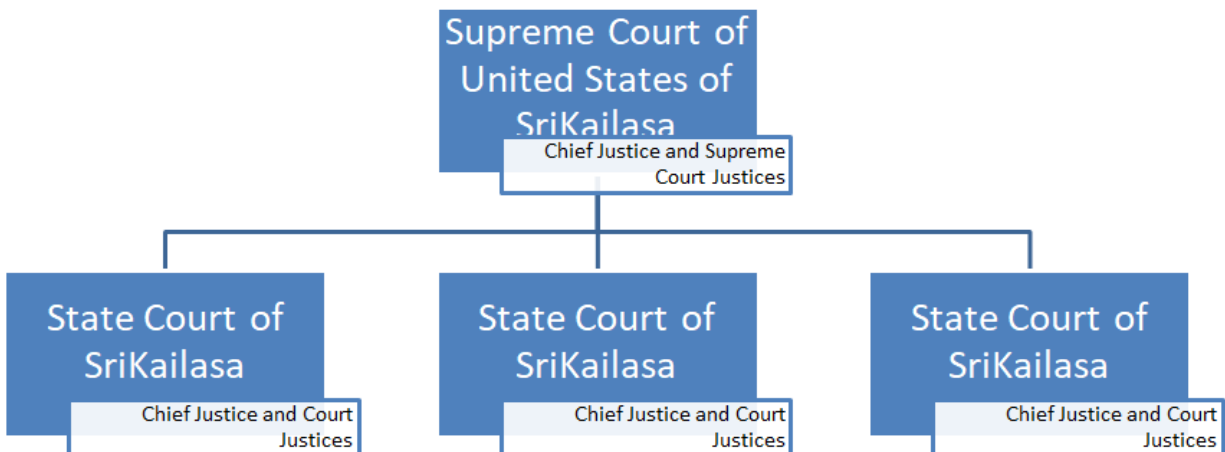 Supreme Court of
United States of
SriKailasa
Chief Justice and Supreme
Court Justices
State Court of
SriKailasa
Chief Justice and Court
Justices
State Court of
SriKailasa
Chief Justice and Court
Justices
State Court of
SriKailasa
Chief Justice and Court
Justices